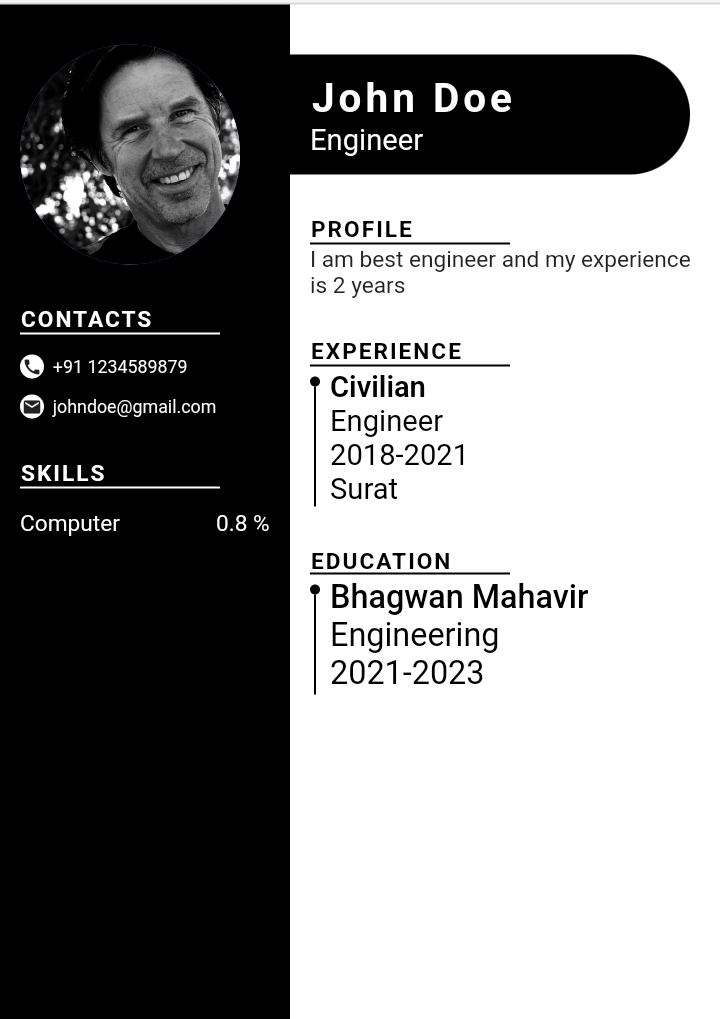 John Doe
Engineer
CONTACTS
+91 1234589879
johndoe@gmail.com
SKILLS
Computer 0.8 %
PROFILE
I am best engineer and my experience
is 2 years
EXPERIENCE
Civilian
Engineer
2018-2021
Surat
EDUCATION
Bhagwan Mahavir
Engineering
2021-2023